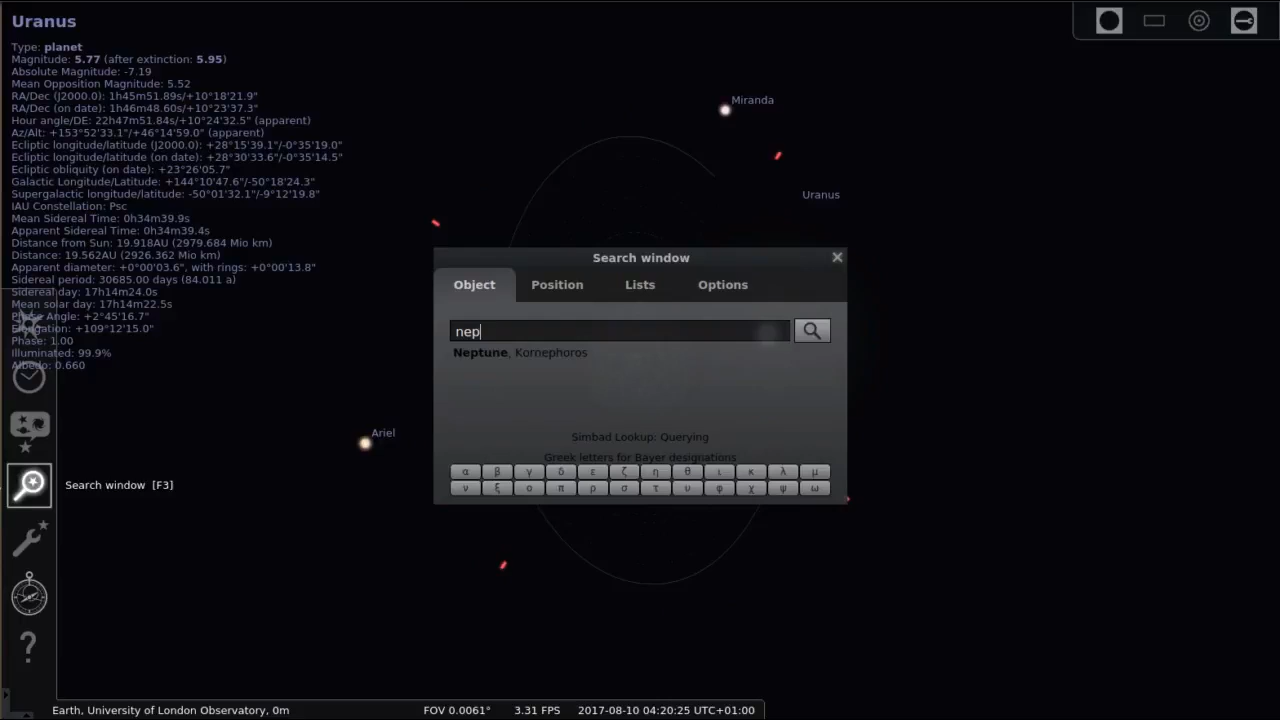 Uranus
Type: planet
Magnitude: 5.77 (after extinction: 5.95)
Absolute Magnitude: -7.19
Mean Opposition Magnitude: 5.52
RA/Dec (J2000.0): 1h45m51.89s/+10°18'21.9"
RA/Dec (on date): 1h46m48.60s/+10°23'37.3"
Hour angle/DE: 22h47m51.84s/+10°24'32.5" (apparent)
Az/Alt: +153°52'33.1"/+46°14'59.0" (apparent)
Ecliptic longitude/latitude (J2000.0): +28°15'39.1"/-0°35'19.0"
Ecliptic longitude/latitude (on date): +28°30'33.6"/-0°35'14.5"
Ecliptic obliquity (on date): +23°26'05.7"
Galactic Longitude/Latitude: +144°10'47.6"/-50°18'24.3"
Supergalactic longitude/latitude: -50°01'32.1"/-9°12'19.8"
IAU Constellation: Psc
Mean Sidereal Time: 0h34m39.9s
Apparent Sidereal Time: 0h34m39.4s
Distance from Sun: 19.918AU (2979.684 Mio km)
Distance: 19.562AU (2926.362 Mio km)
Apparent diameter: +0°00'03.6", with rings: +0°00'13.8"
Sidereal period: 30685.00 days (84.011 a)
Sidereal day: 17h14m24.0s
Mean solar day: 17h14m22.5s
Phase Angle: +2°45'16.7"
Elongation: +109°12'15.0"
Phase: 1.00
Illuminated: 99.9%
Albedo: 0.660
Miranda
Uranus
Ariel
Search window
Object Position Lists Options
nep
Neptune, Kornephoros
Simbad Lookup: Querying
Greek letters for Bayer designations
α β γ δ ε ζ η θ ι κ λ μ
ν ξ ο π ρ σ τ υ φ χ ψ ω
Search window [F3]
?
Earth, University of London Observatory, 0m FOV 0.0061° 3.31 FPS 2017-08-10 04:20:25 UTC+01:00